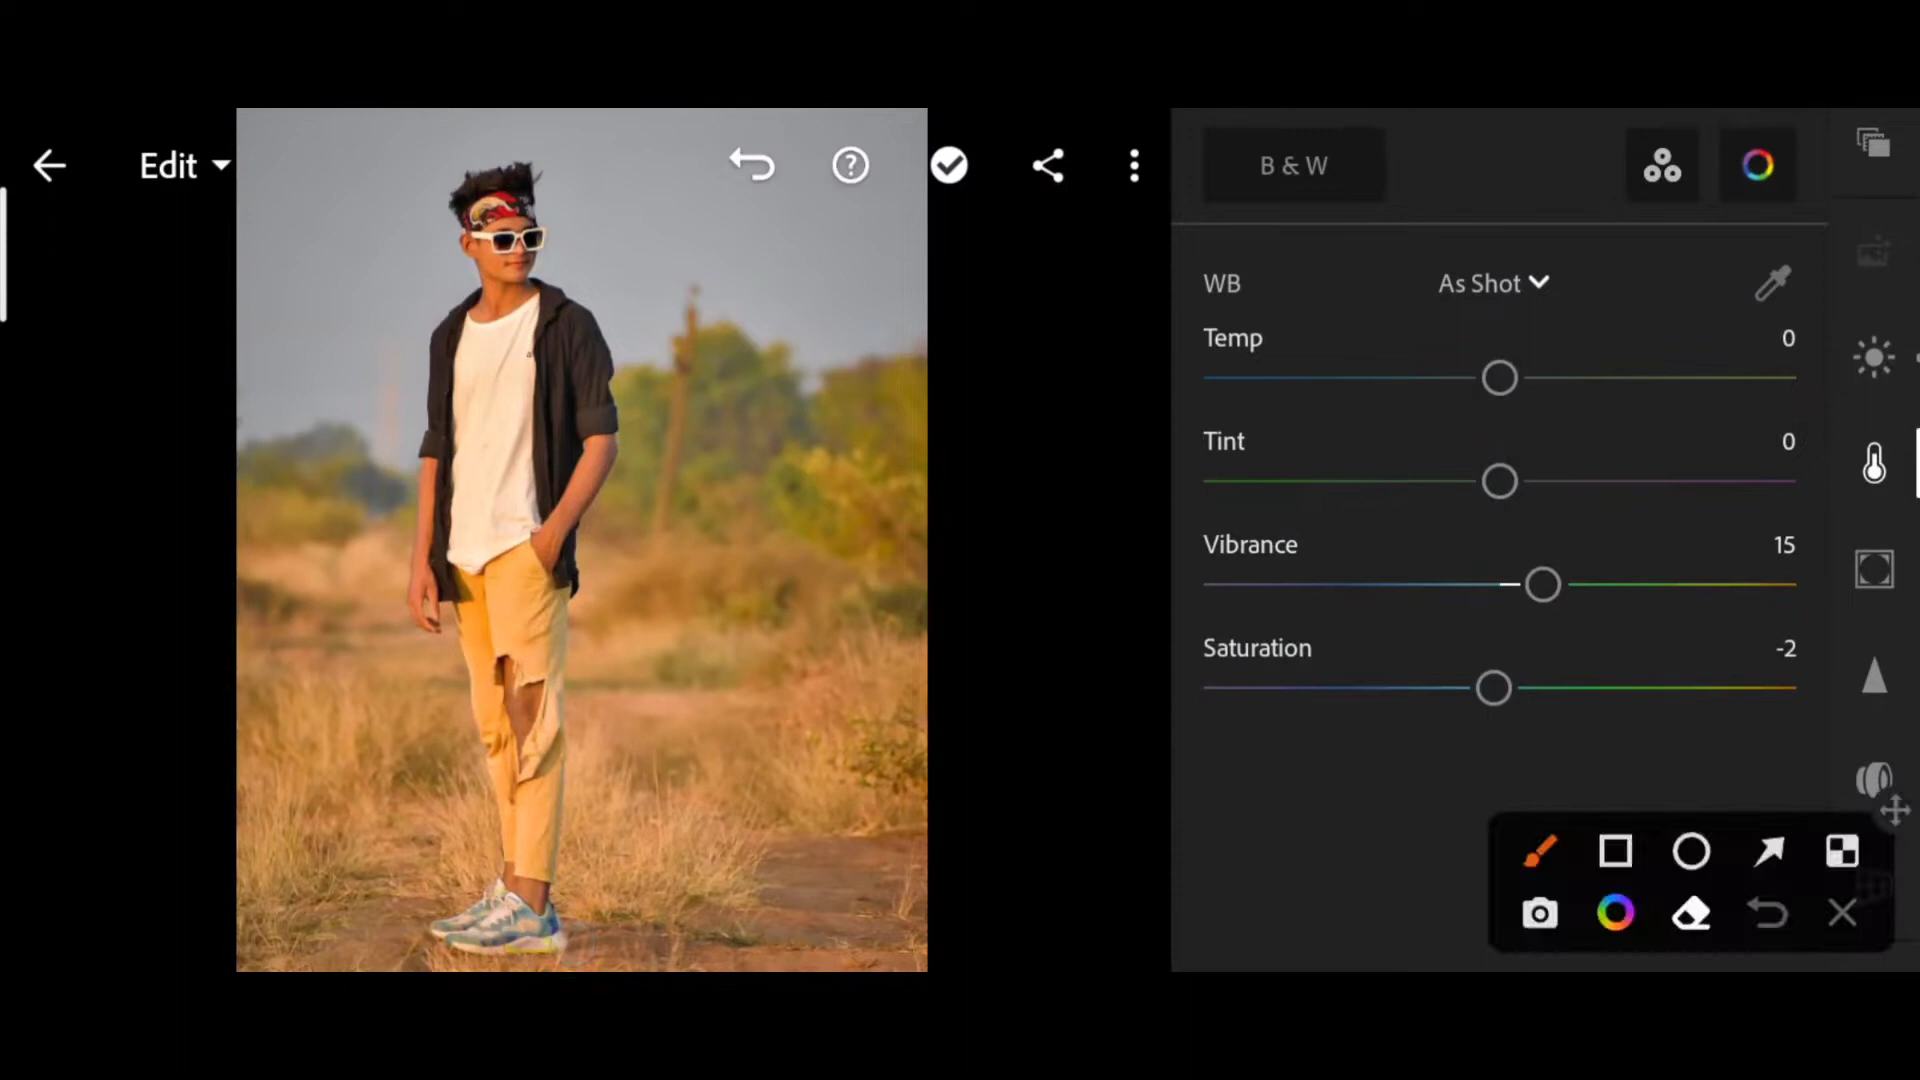 Edit
B & W
WB As Shot
Temp 0
Tint 0
Vibrance 15
Saturation -2